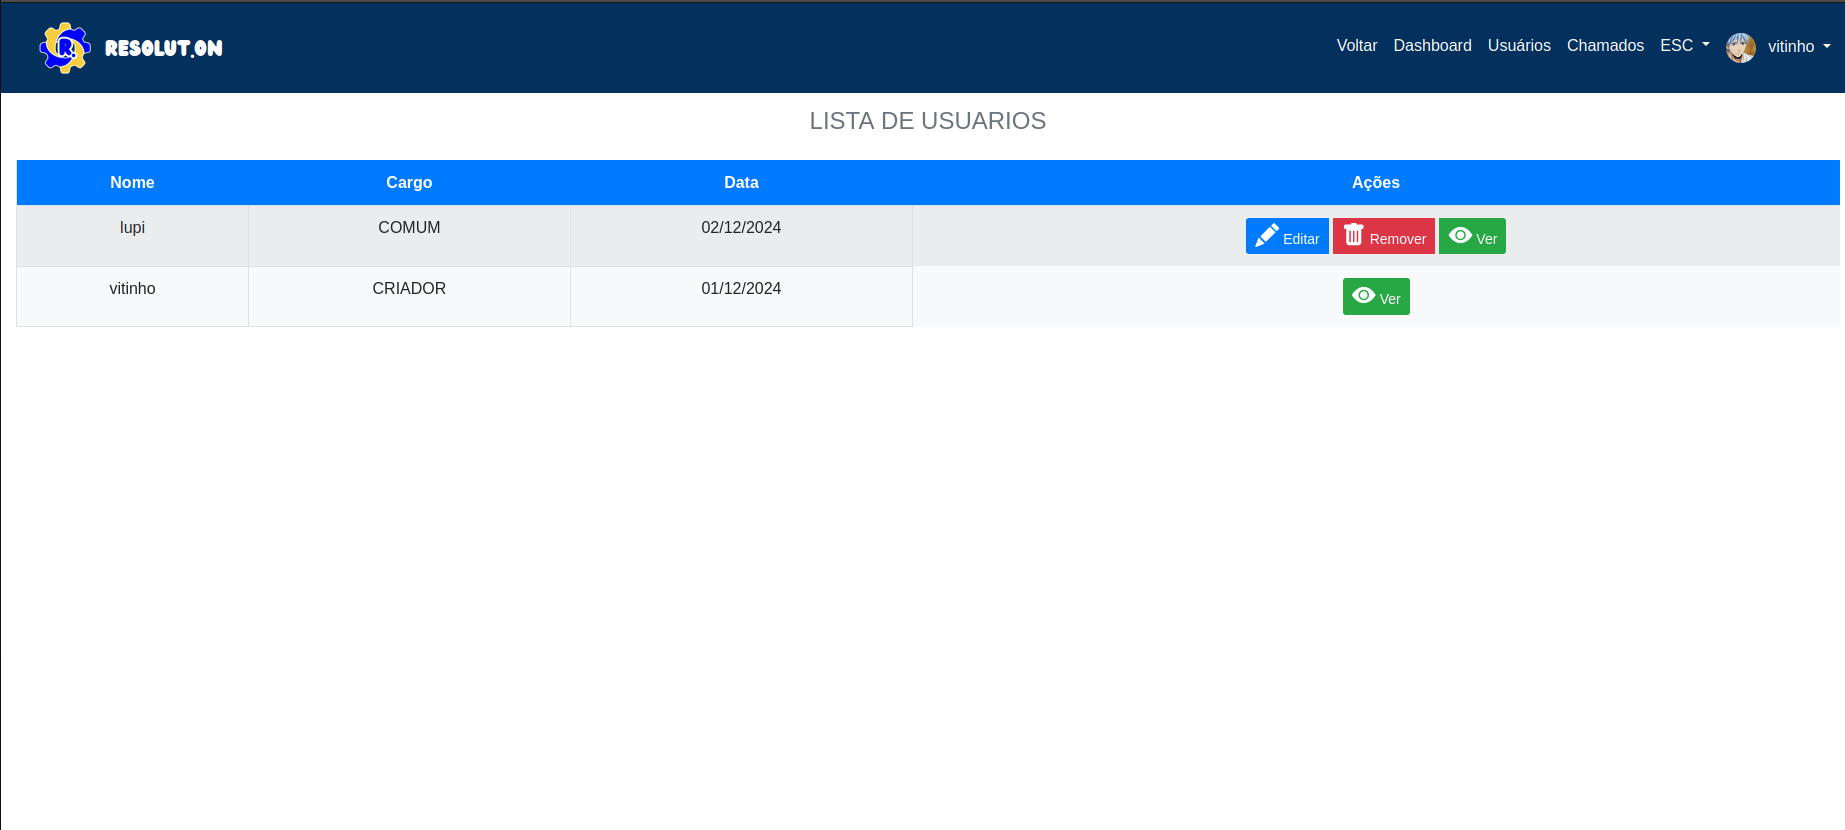 RESOLUT.ON
Voltar Dashboard Usuários Chamados ESC vitinho
LISTA DE USUARIOS
Nome Cargo Data Ações
lupi COMUM 02/12/2024 Editar Remover Ver
vitinho CRIADOR 01/12/2024 Ver